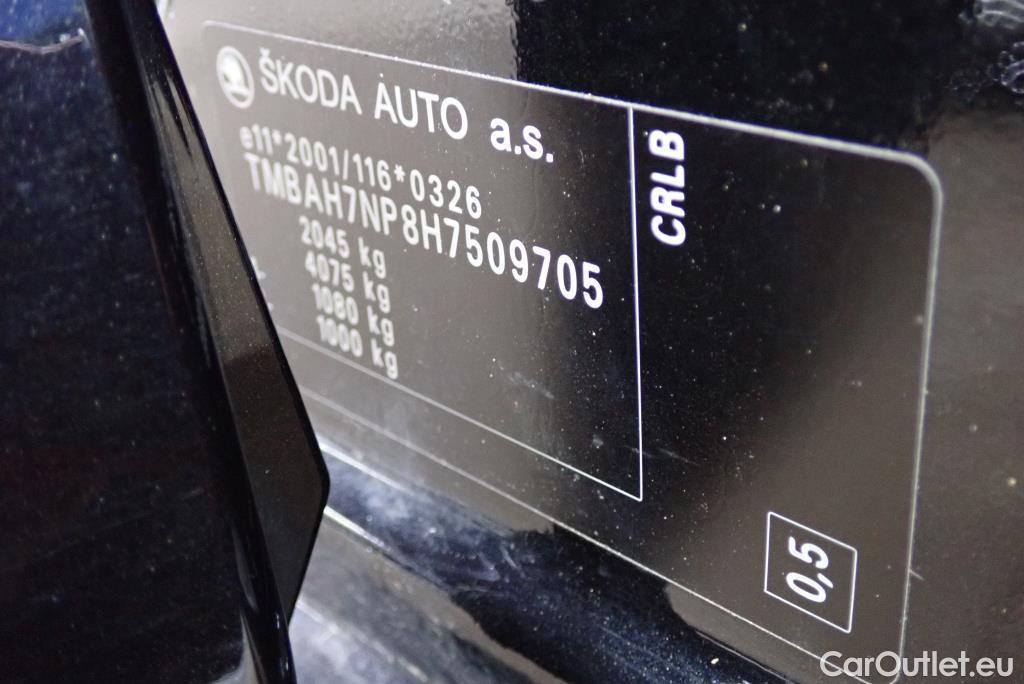 ŠKODA AUTO a.s.
e11*2001/116*0326
TMBAH7NP8H7509705
2045 kg
4075 kg
1080 kg
1000 kg
CRLB
0,5
CarOutlet.eu